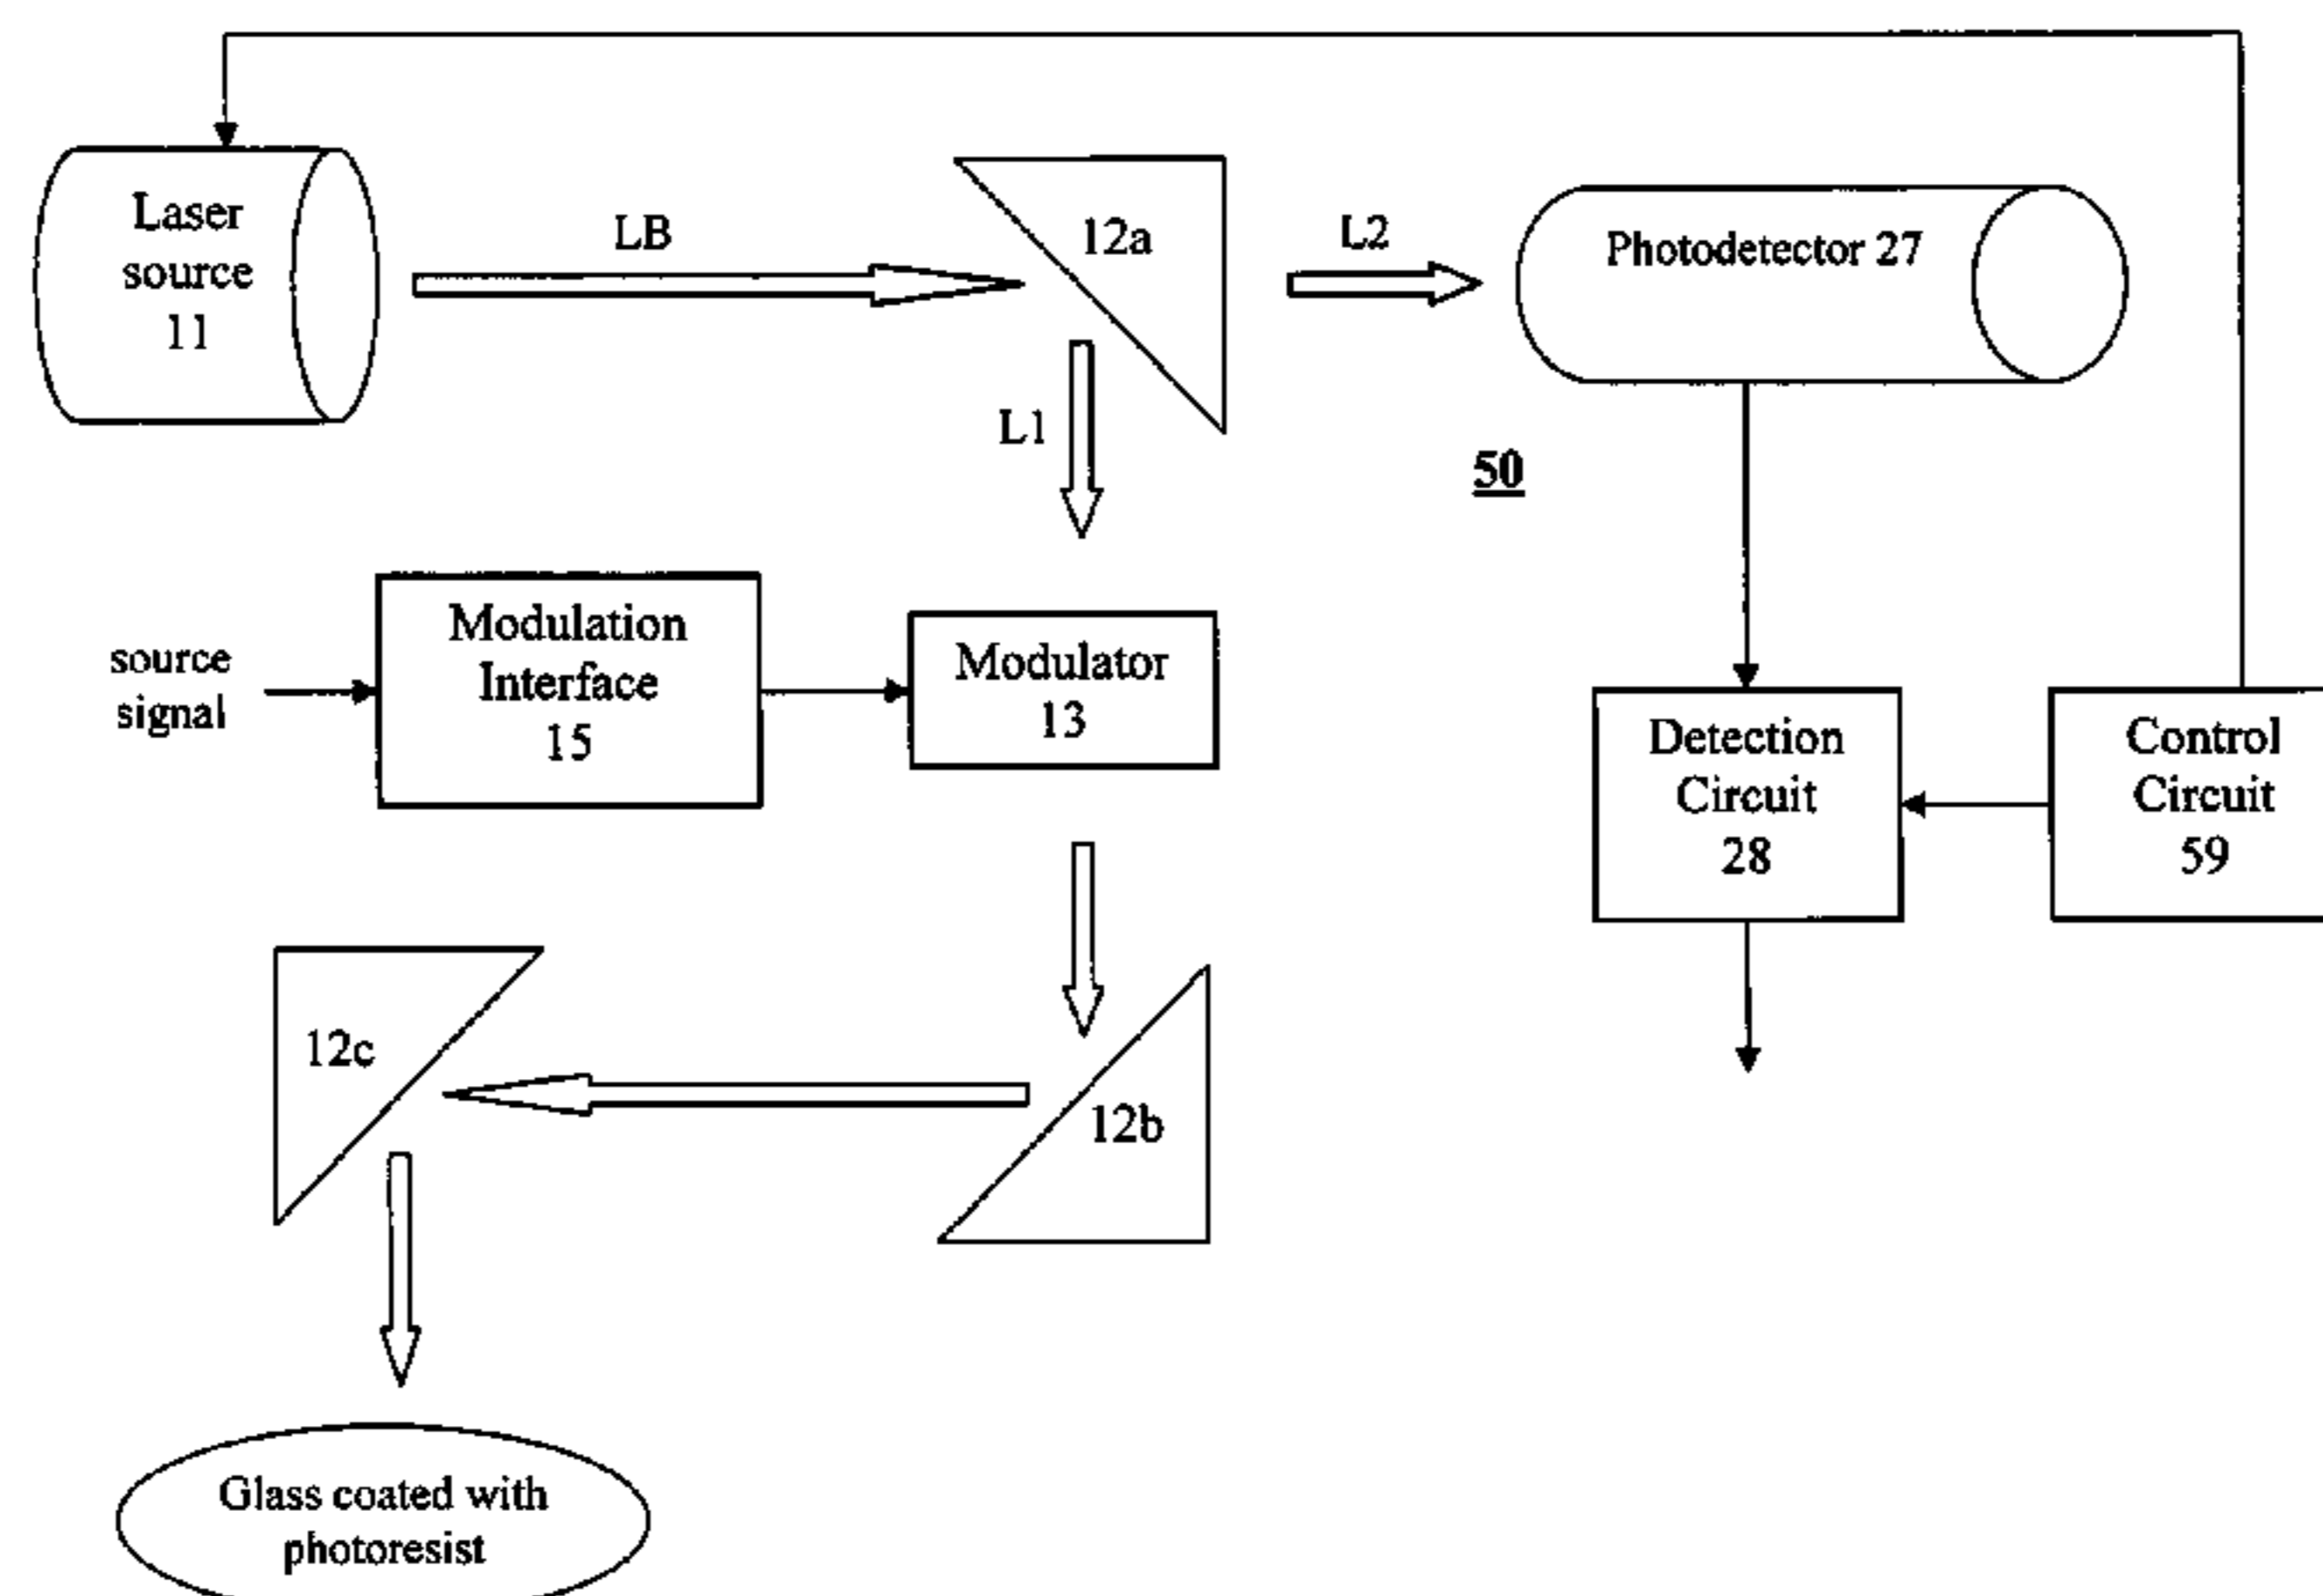 Laser
source
11
LB
12a
L2
Photodetector 27
L1
50
source
signal
Modulation
Interface
15
Modulator
13
Detection
Circuit
28
Control
Circuit
59
12c
12b
Glass coated with
photoresist